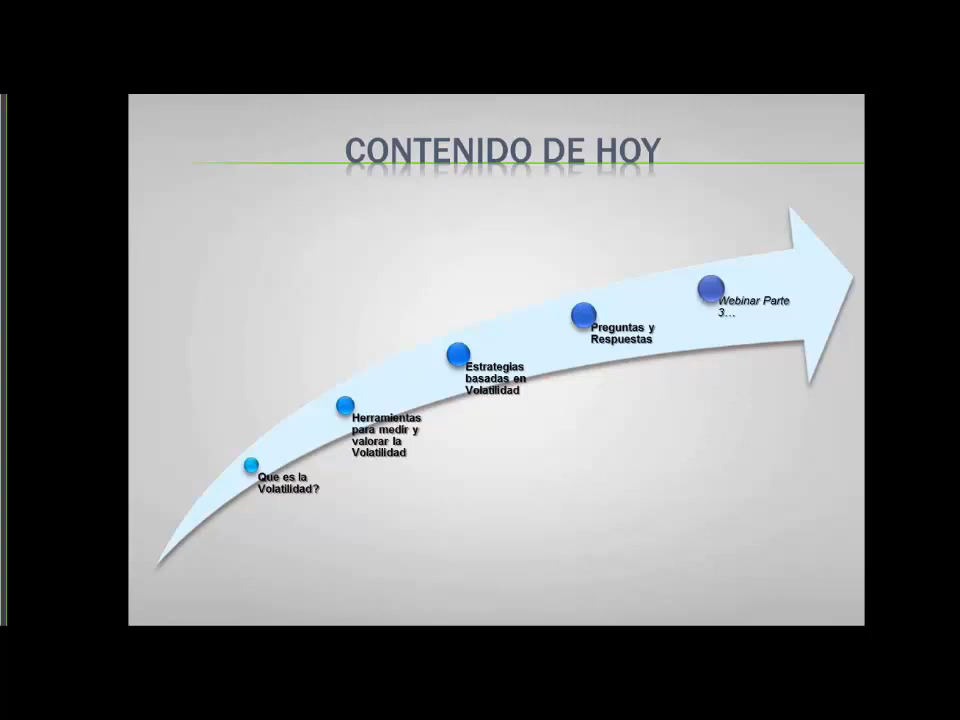 CONTENIDO DE HOY
Que es la
Volatilidad?
Herramientas
para medir y
valorar la
Volatilidad
Estrategias
basadas en
Volatilidad
Preguntas y
Respuestas
Webinar Parte
3…